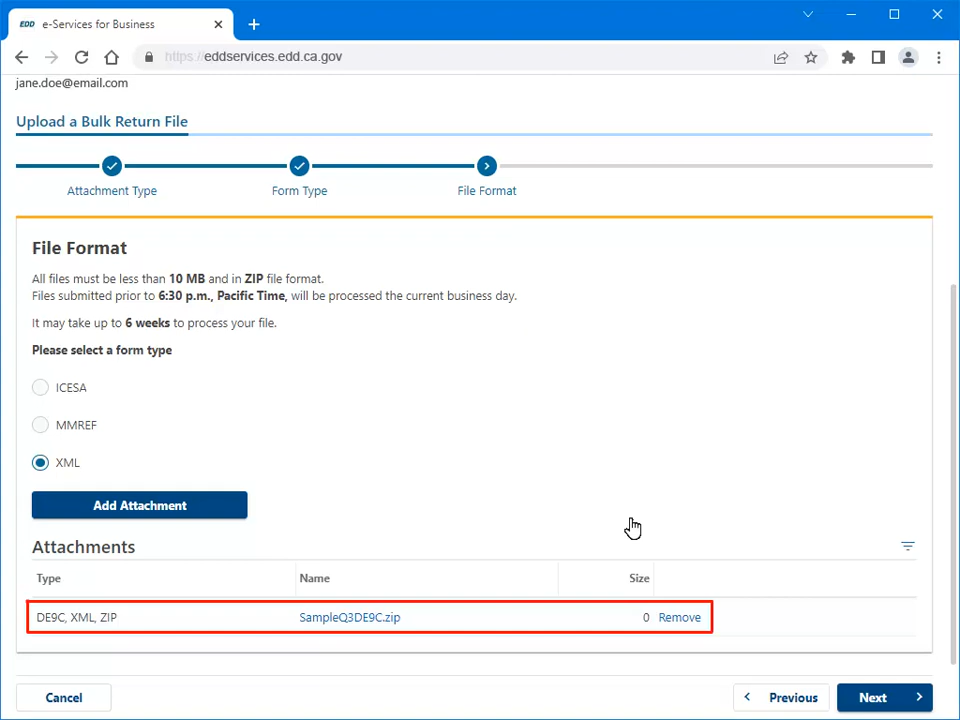 EDD e-Services for Business
https://eddservices.edd.ca.gov
jane.doe@email.com
Upload a Bulk Return File
Attachment Type Form Type File Format
File Format
All files must be less than 10 MB and in ZIP file format.
Files submitted prior to 6:30 p.m., Pacific Time, will be processed the current business day.
It may take up to 6 weeks to process your file.
Please select a form type
ICESA
MMREF
XML
Add Attachment
Attachments
Type Name Size
DE9C, XML, ZIP SampleQ3DE9C.zip 0 Remove
Cancel Previous Next